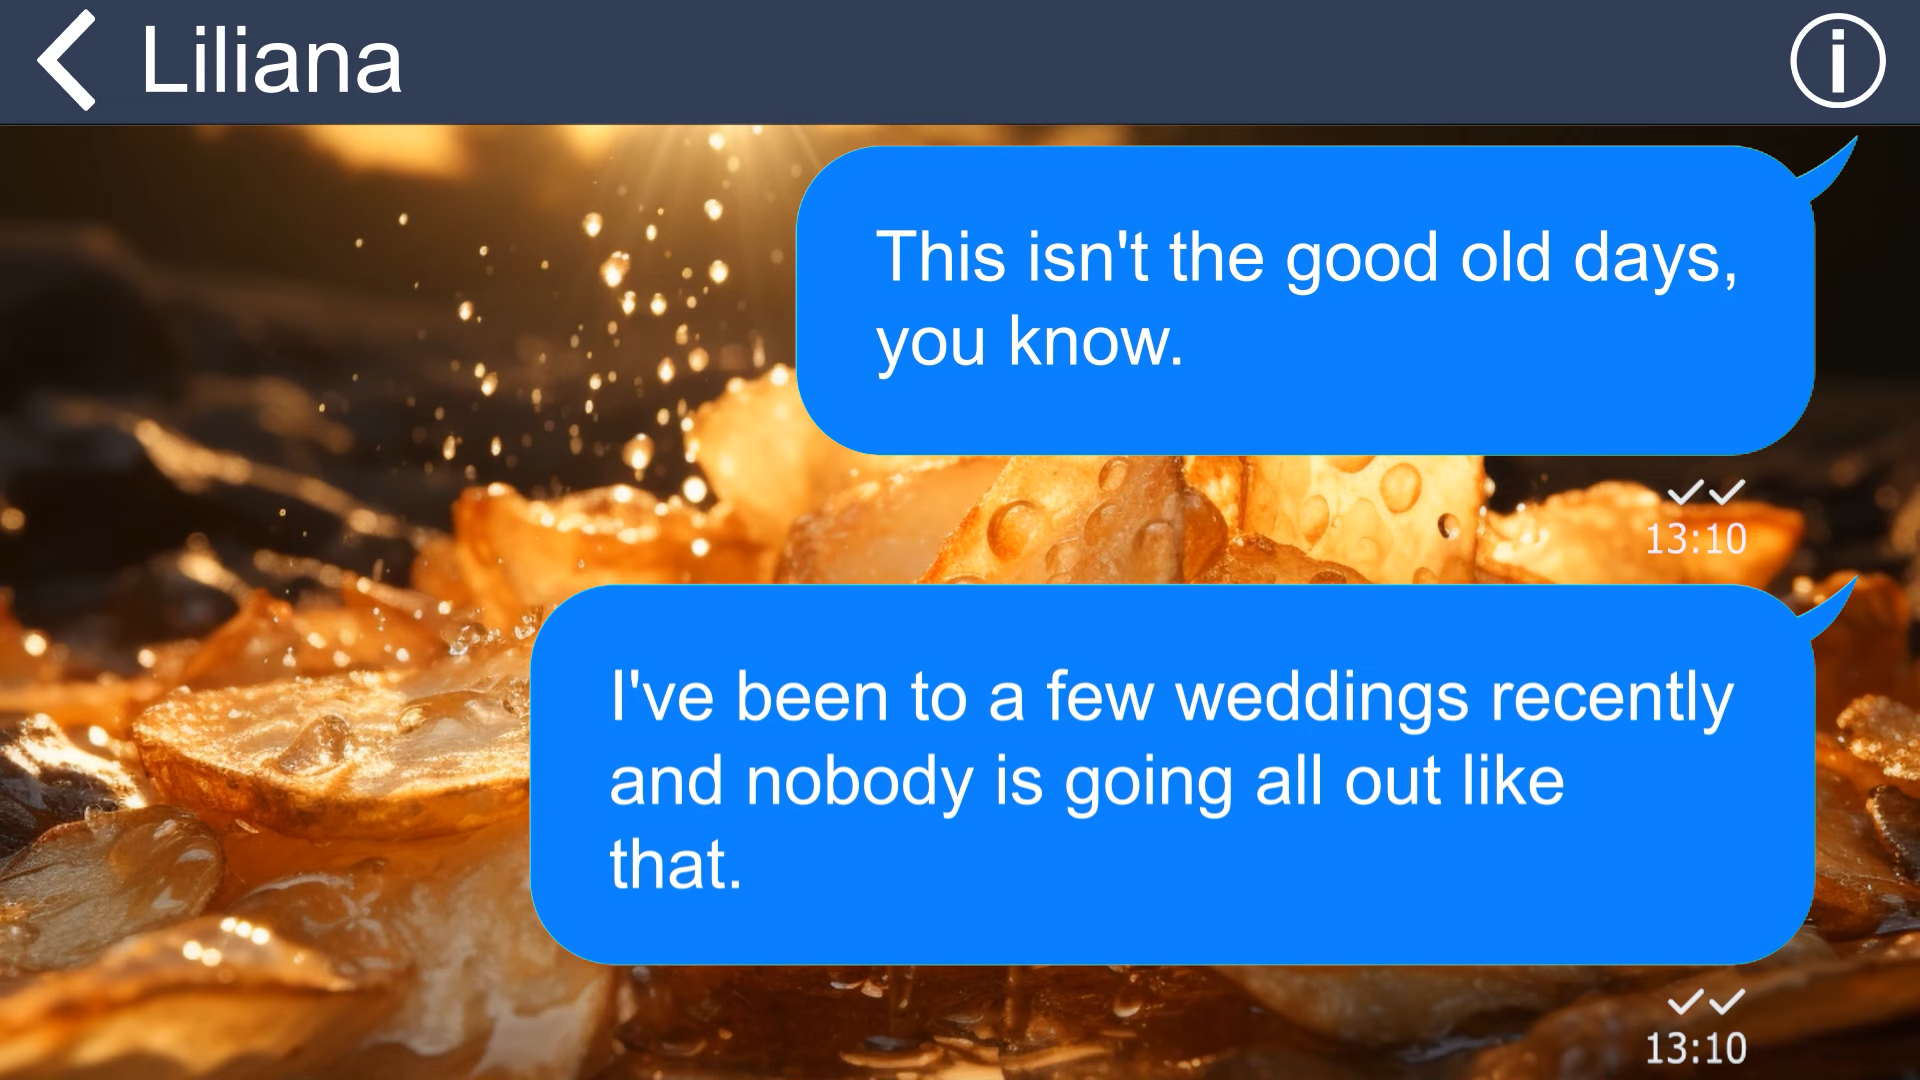 Liliana
This isn't the good old days,
you know.
13:10
I've been to a few weddings recently
and nobody is going all out like
that.
13:10